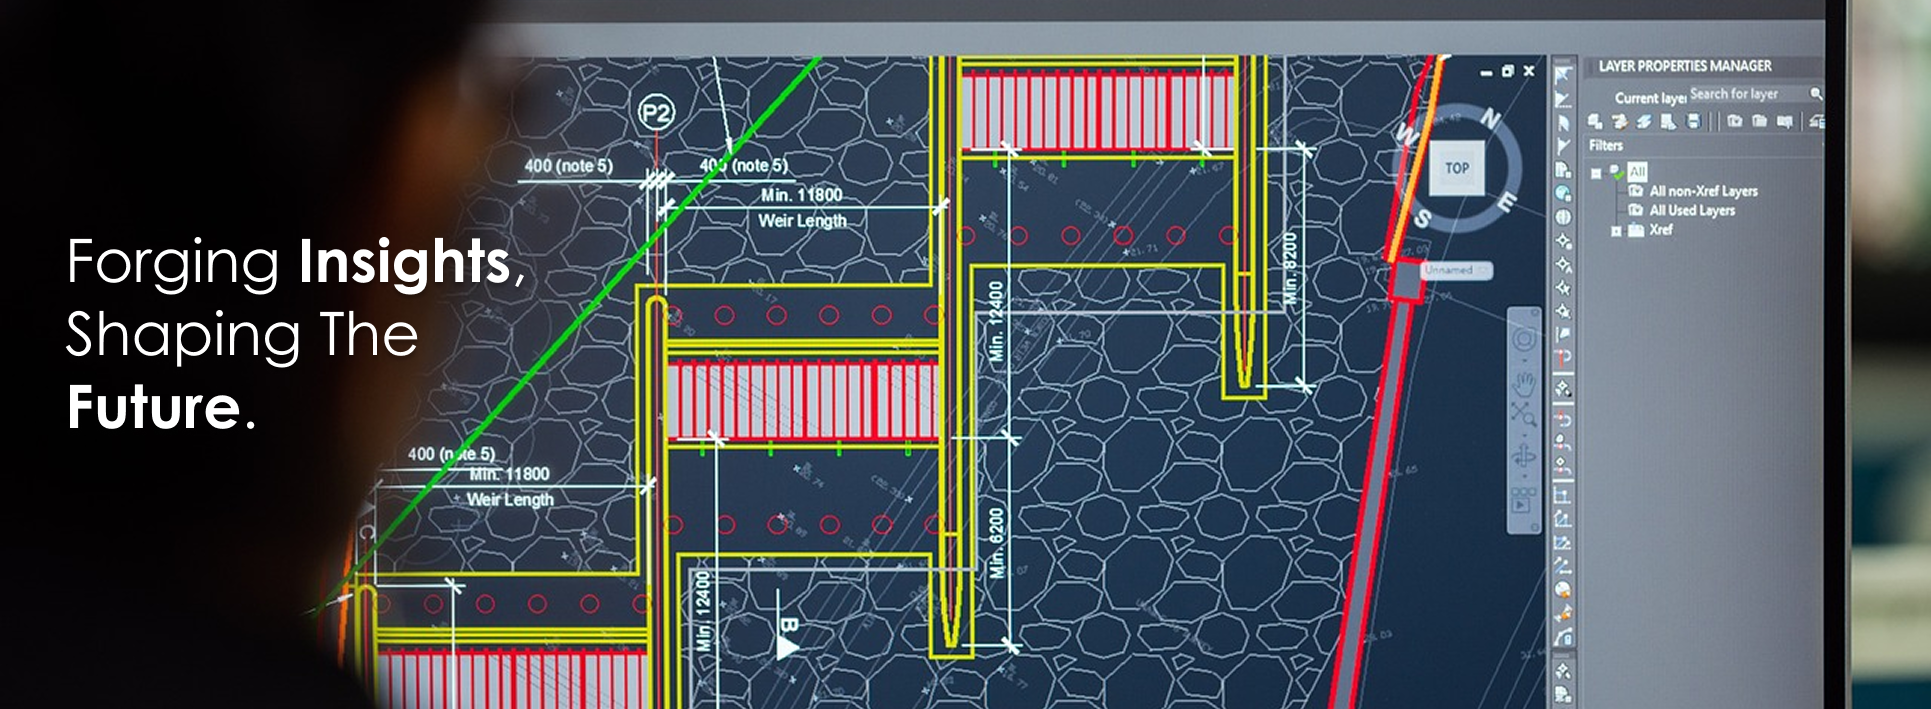 Forging Insights,
Shaping The
Future.
P2
400 (note 5)
400 (note 5)
Min. 11800
Weir Length
400 (note 5)
Min. 11800
Weir Length
C
Min. 12400
Min. 6200
Min. 8200
Min. 12400
B
N
W
TOP
E
S
Unnamed
LAYER PROPERTIES MANAGER
Current layer
Search for layer
Filters
All
All non-Xref Layers
All Used Layers
Xref